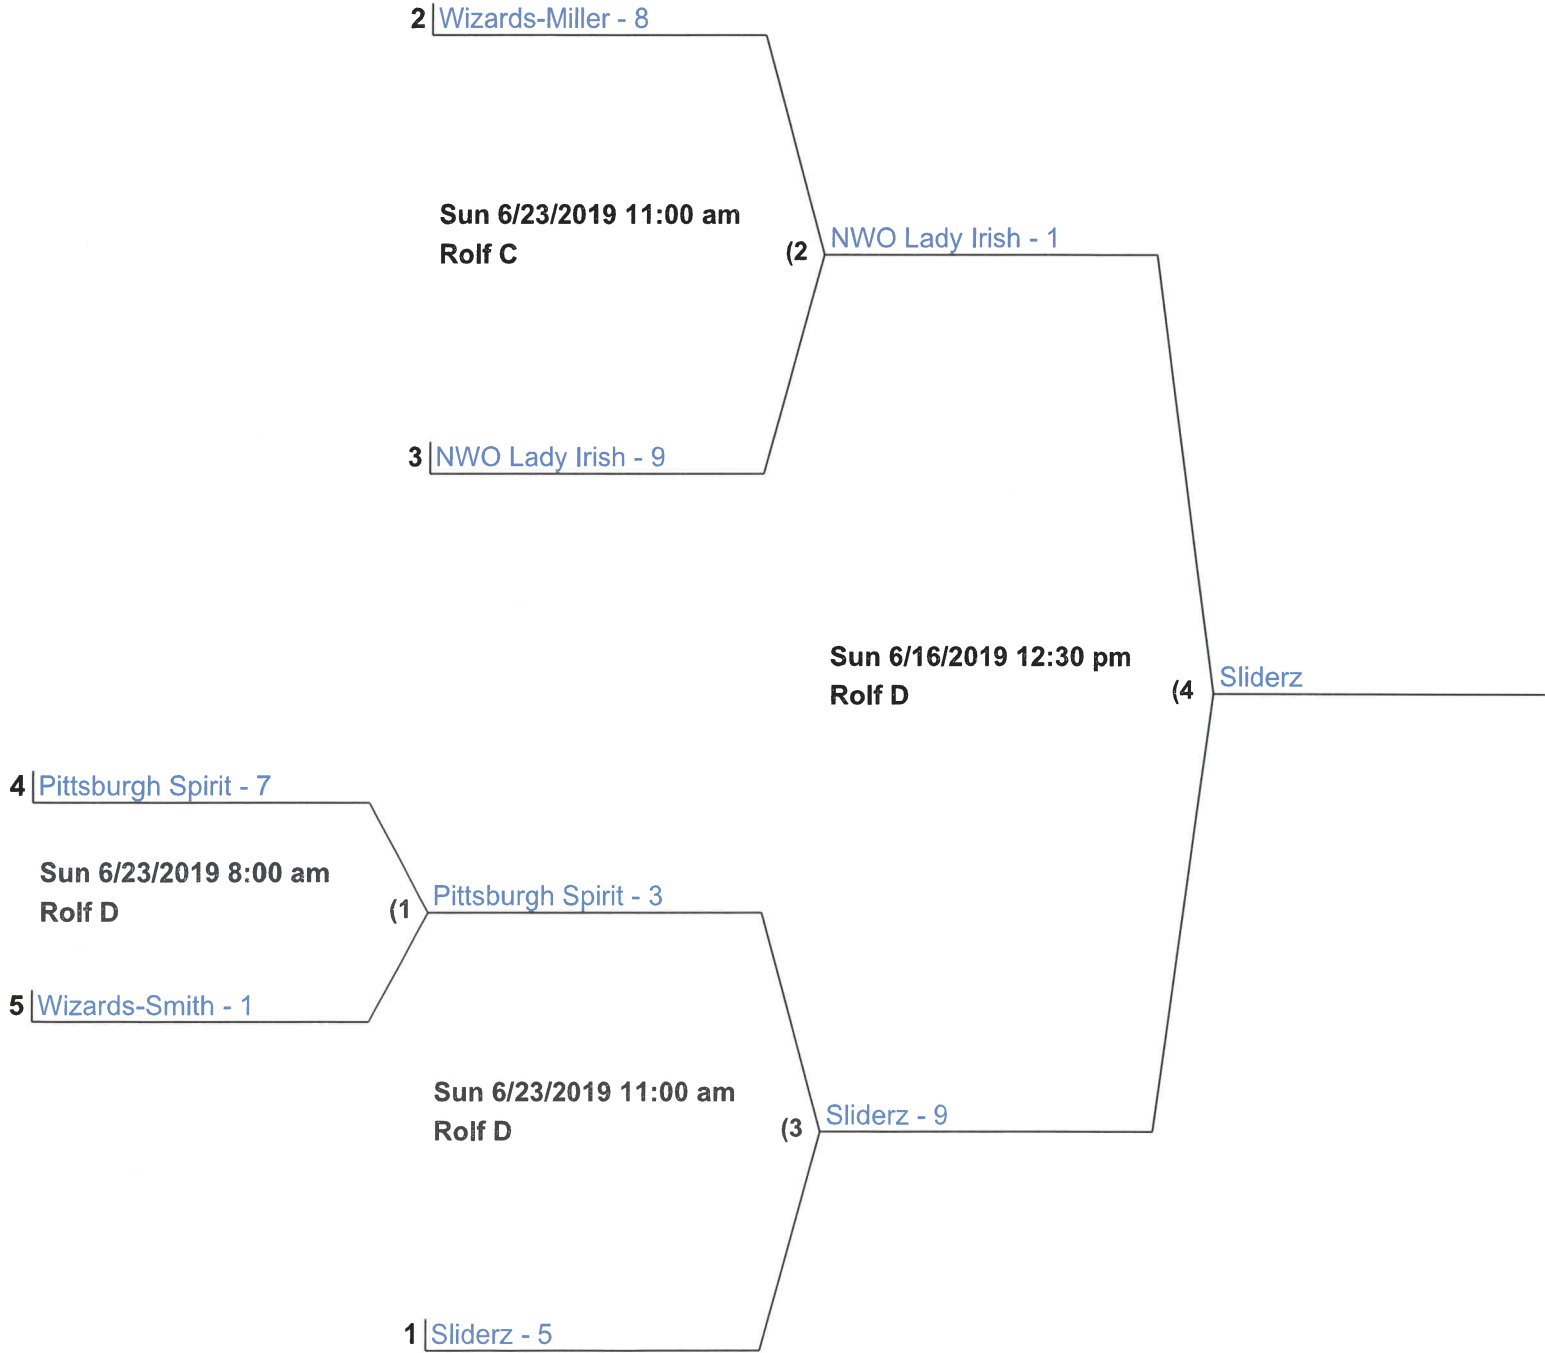 2 Wizards-Miller - 8
Sun 6/23/2019 11:00 am
Rolf C
(2 NWO Lady Irish - 1
3 NWO Lady Irish - 9
Sun 6/16/2019 12:30 pm
Rolf D
(4 Sliderz
4 Pittsburgh Spirit - 7
Sun 6/23/2019 8:00 am
Rolf D
(1 Pittsburgh Spirit - 3
5 Wizards-Smith - 1
Sun 6/23/2019 11:00 am
Rolf D
(3 Sliderz - 9
1 Sliderz - 5